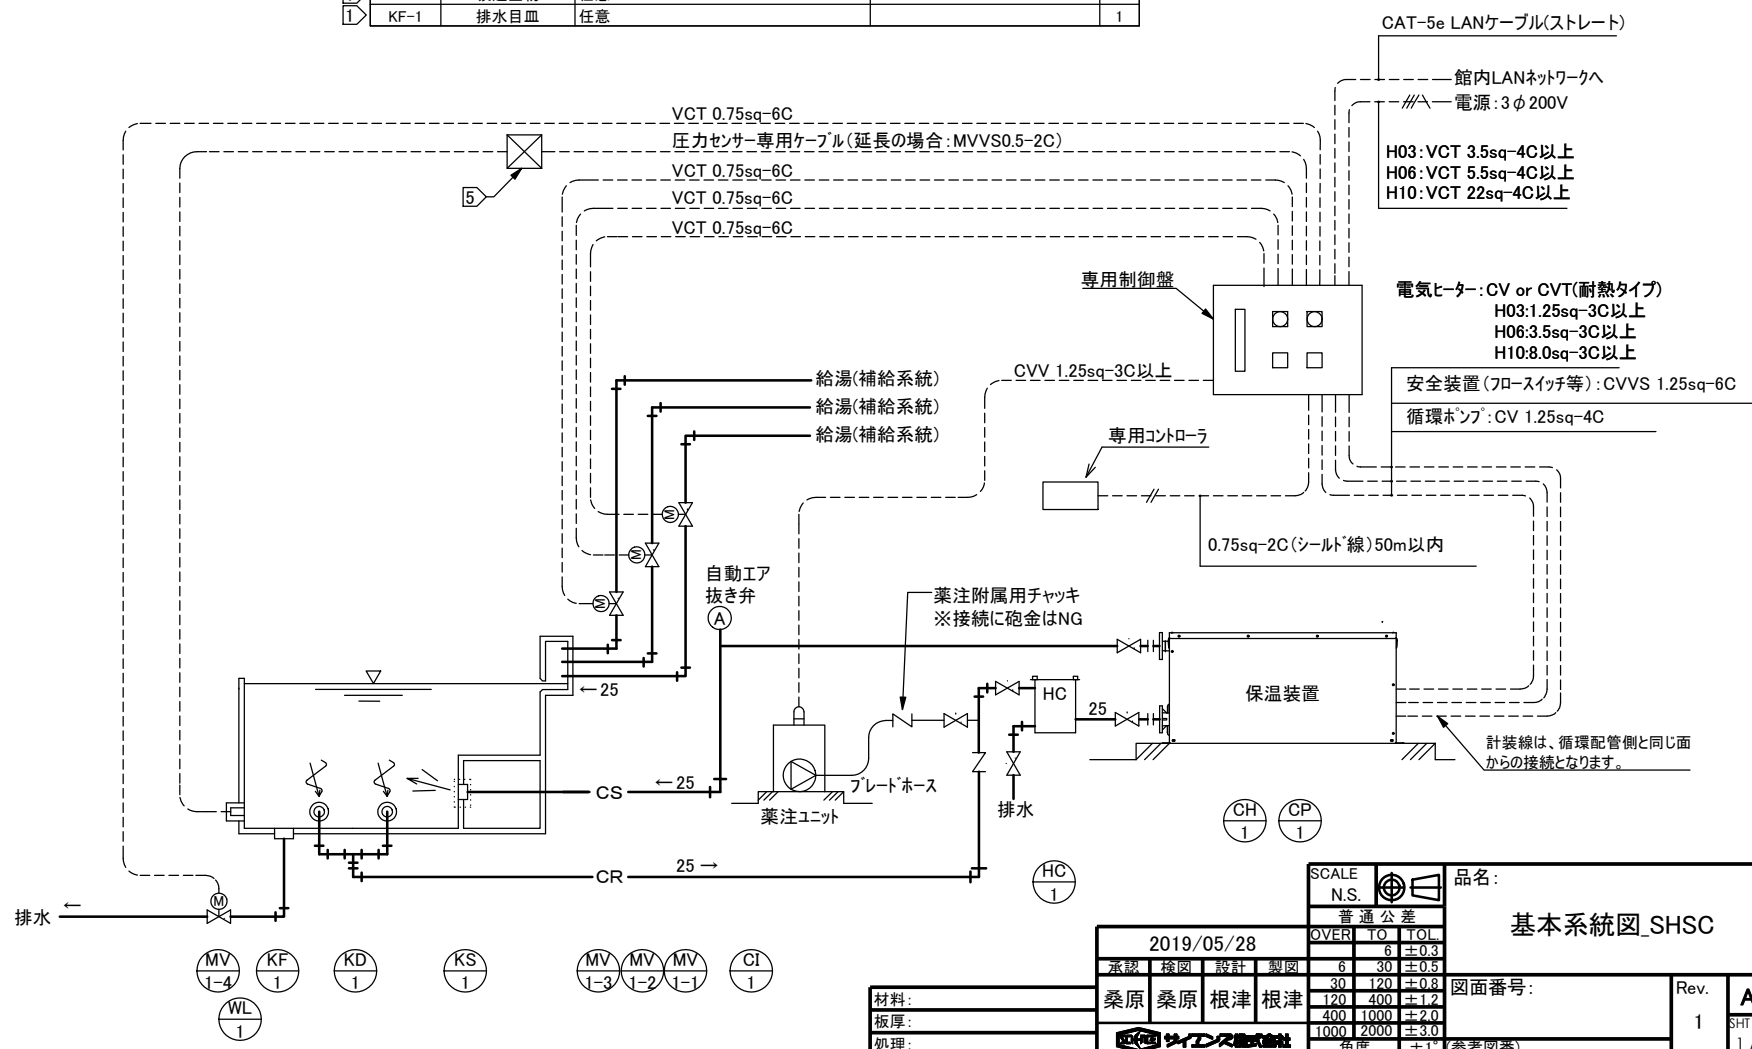 1 KF-1 排水目皿 任意 1
CAT-5e LANケーブル(ストレート)
館内LANネットワークへ
電源:3φ200V
VCT 0.75sq-6C
圧力センサー専用ケーブル(延長の場合:MVVS0.5-2C)
H03:VCT 3.5sq-4C以上
H06:VCT 5.5sq-4C以上
H10:VCT 22sq-4C以上
VCT 0.75sq-6C
5
VCT 0.75sq-6C
VCT 0.75sq-6C
専用制御盤
電気ヒーター:CV or CVT(耐熱タイプ)
H03:1.25sq-3C以上
H06:3.5sq-3C以上
H10:8.0sq-3C以上
CVV 1.25sq-3C以上
給湯(補給系統)
安全装置(フロースイッチ等):CVVS 1.25sq-6C
給湯(補給系統)
循環ポンプ:CV 1.25sq-4C
給湯(補給系統)
専用コントローラ
M
M
0.75sq-2C(シールド線)50m以内
自動エア
抜き弁
薬注附属用チャッキ
※接続に砲金はNG
M
A
←25
HC
保温装置
25
計装線は、循環配管側と同じ面
からの接続となります。
CS
←25
ブレードホース
薬注ユニット
排水
CH
1
CP
1
CR
25 →
HC
1
M
排水
←
MV
1-4
KF
1
KD
1
KS
1
MV
1-3
MV
1-2
MV
1-1
CI
1
WL
1
SCALE
N.S.
品名:
基本系統図_SHSC
普通公差
OVER TO TOL.
6 ±0.3
6 30 ±0.5
30 120 ±0.8
120 400 ±1.2
400 1000 ±2.0
1000 2000 ±3.0
角度 ±1°
2019/05/28
承認 検図 設計 製図
桑原 桑原 根津 根津
サイエンス株式会社
材料:
板厚:
処理:
図面番号:
(参考図番)
Rev.
1
A
SHT
1